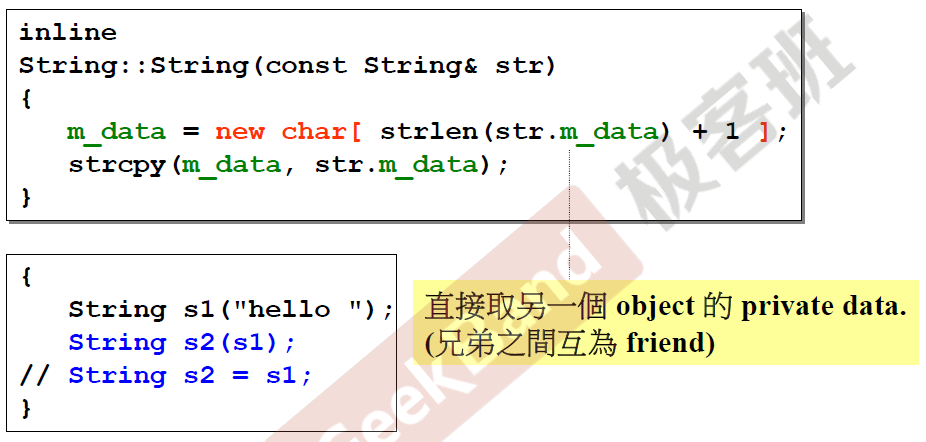 inline
String::String(const String& str)
{
m_data = new char[ strlen(str.m_data) + 1 ];
strcpy(m_data, str.m_data);
}
{
String s1("hello ");
String s2(s1);
// String s2 = s1;
}
直接取另一個 object 的 private data.
(兄弟之間互為 friend)
GeekBand 极客班